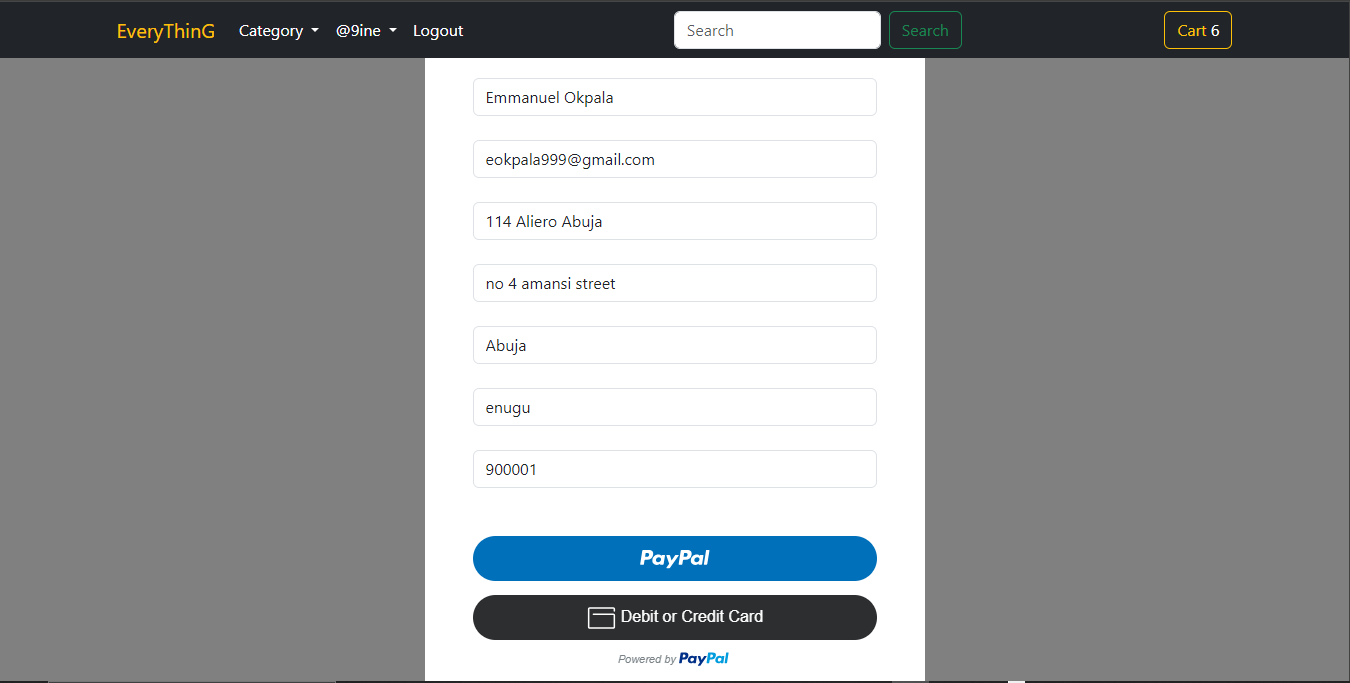 EveryThinG Category @9ine Logout Search Search Cart 6
Emmanuel Okpala
eokpala999@gmail.com
114 Aliero Abuja
no 4 amansi street
Abuja
enugu
900001
PayPal
Debit or Credit Card
Powered by PayPal